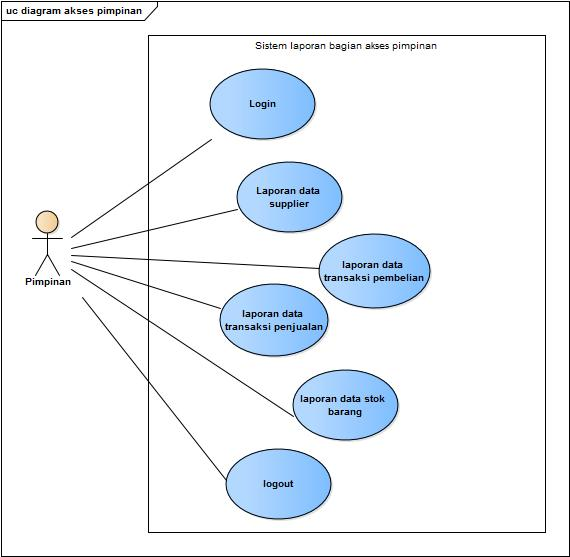 uc diagram akses pimpinan
Sistem laporan bagian akses pimpinan
Login
Laporan data
supplier
laporan data
transaksi pembelian
Pimpinan
laporan data
transaksi penjualan
laporan data stok
barang
logout